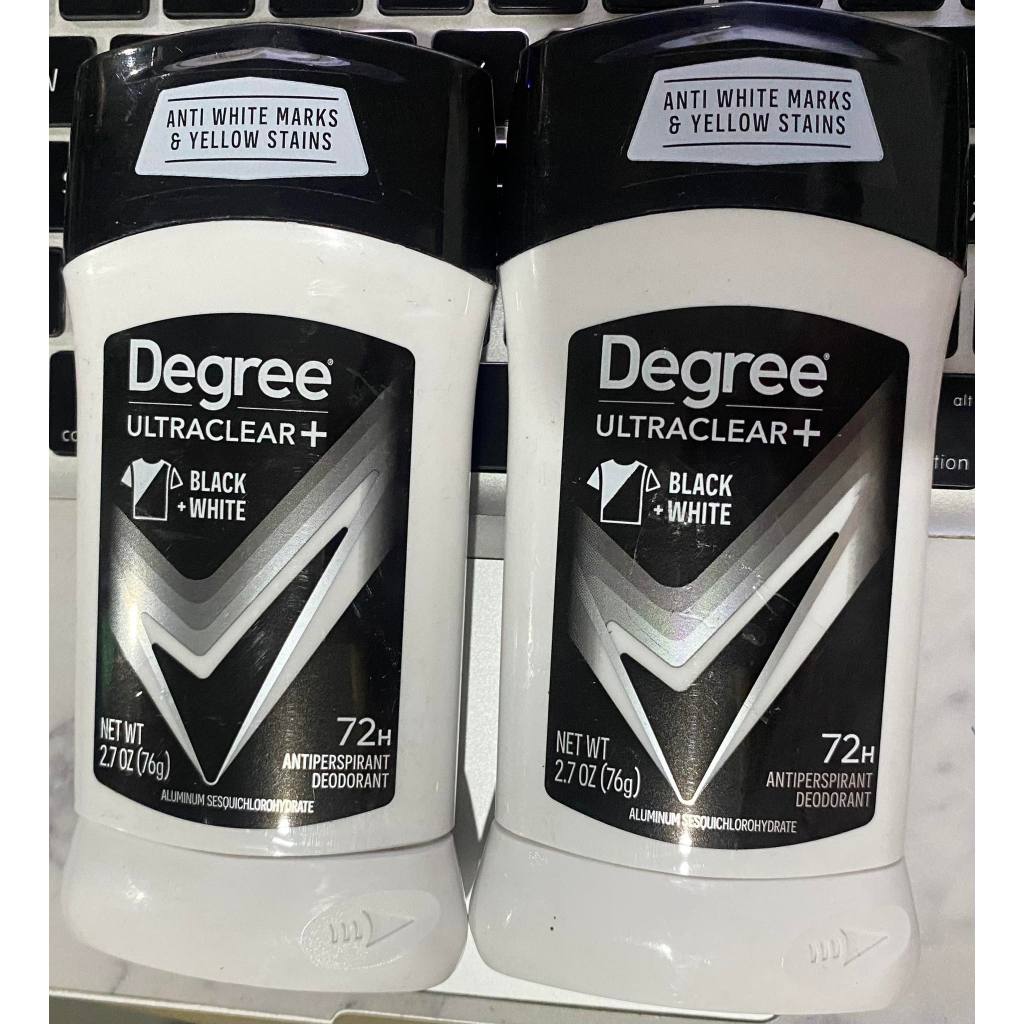 ANTI WHITE MARKS
& YELLOW STAINS
Degree®
ULTRACLEAR+
BLACK
+WHITE
NET WT
2.7 OZ (76g)
72H
ANTIPERSPIRANT
DEODORANT
ALUMINUM SESQUICHLOROHYDRATE
ANTI WHITE MARKS
& YELLOW STAINS
Degree®
ULTRACLEAR+
BLACK
+WHITE
NET WT
2.7 OZ (76g)
72H
ANTIPERSPIRANT
DEODORANT
ALUMINUM SESQUICHLOROHYDRATE
alt